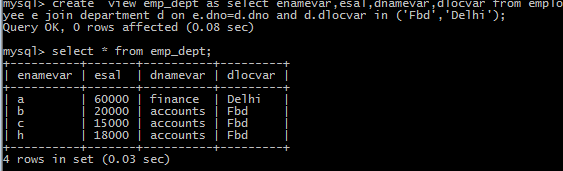 mysql> create  view emp_dept as select enamevar,esal,dnamevar,dlocvar from emplo
yee e join department d on e.dno=d.dno and d.dlocvar in ('Fbd','Delhi');
Query OK, 0 rows affected (0.08 sec)
mysql> select * from emp_dept;
+----------+-------+----------+---------+
| enamevar | esal  | dnamevar | dlocvar |
+----------+-------+----------+---------+
| a        | 60000 | finance  | Delhi   |
| b        | 20000 | accounts | Fbd     |
| c        | 15000 | accounts | Fbd     |
| h        | 18000 | accounts | Fbd     |
+----------+-------+----------+---------+
4 rows in set (0.03 sec)